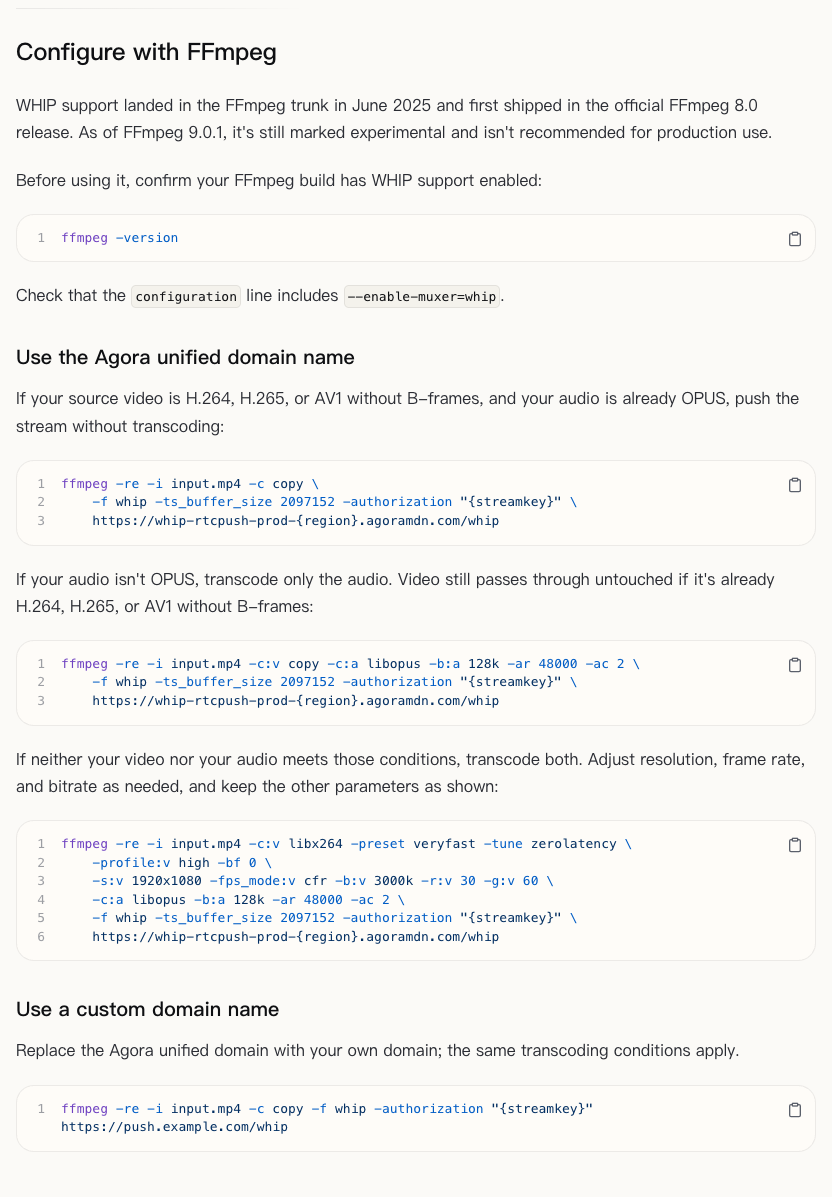 Configure with FFmpeg
WHIP support landed in the FFmpeg trunk in June 2025 and first shipped in the official FFmpeg 8.0
release. As of FFmpeg 9.0.1, it's still marked experimental and isn't recommended for production use.
Before using it, confirm your FFmpeg build has WHIP support enabled:
1 ffmpeg -version
Check that the configuration line includes --enable-muxer=whip.
Use the Agora unified domain name
If your source video is H.264, H.265, or AV1 without B-frames, and your audio is already OPUS, push the
stream without transcoding:
1 ffmpeg -re -i input.mp4 -c copy \
2     -f whip -ts_buffer_size 2097152 -authorization "{streamkey}" \
3     https://whip-rtcpush-prod-{region}.agoramdn.com/whip
If your audio isn't OPUS, transcode only the audio. Video still passes through untouched if it's already
H.264, H.265, or AV1 without B-frames:
1 ffmpeg -re -i input.mp4 -c:v copy -c:a libopus -b:a 128k -ar 48000 -ac 2 \
2     -f whip -ts_buffer_size 2097152 -authorization "{streamkey}" \
3     https://whip-rtcpush-prod-{region}.agoramdn.com/whip
If neither your video nor your audio meets those conditions, transcode both. Adjust resolution, frame rate,
and bitrate as needed, and keep the other parameters as shown:
1 ffmpeg -re -i input.mp4 -c:v libx264 -preset veryfast -tune zerolatency \
2     -profile:v high -bf 0 \
3     -s:v 1920x1080 -fps_mode:v cfr -b:v 3000k -r:v 30 -g:v 60 \
4     -c:a libopus -b:a 128k -ar 48000 -ac 2 \
5     -f whip -ts_buffer_size 2097152 -authorization "{streamkey}" \
6     https://whip-rtcpush-prod-{region}.agoramdn.com/whip
Use a custom domain name
Replace the Agora unified domain with your own domain; the same transcoding conditions apply.
1 ffmpeg -re -i input.mp4 -c copy -f whip -authorization "{streamkey}"
https://push.example.com/whip